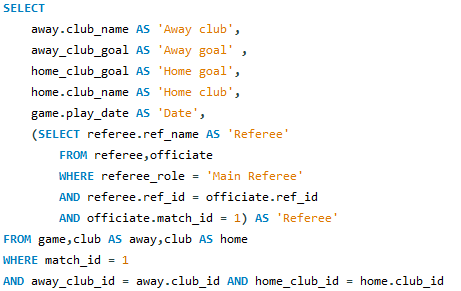 SELECT
away.club_name AS 'Away club',
away_club_goal AS 'Away goal' ,
home_club_goal AS 'Home goal',
home.club_name AS 'Home club',
game.play_date AS 'Date',
(SELECT referee.ref_name AS 'Referee'
FROM referee,officiate
WHERE referee_role = 'Main Referee'
AND referee.ref_id = officiate.ref_id
AND officiate.match_id = 1) AS 'Referee'
FROM game,club AS away,club AS home
WHERE match_id = 1
AND away_club_id = away.club_id AND home_club_id = home.club_id